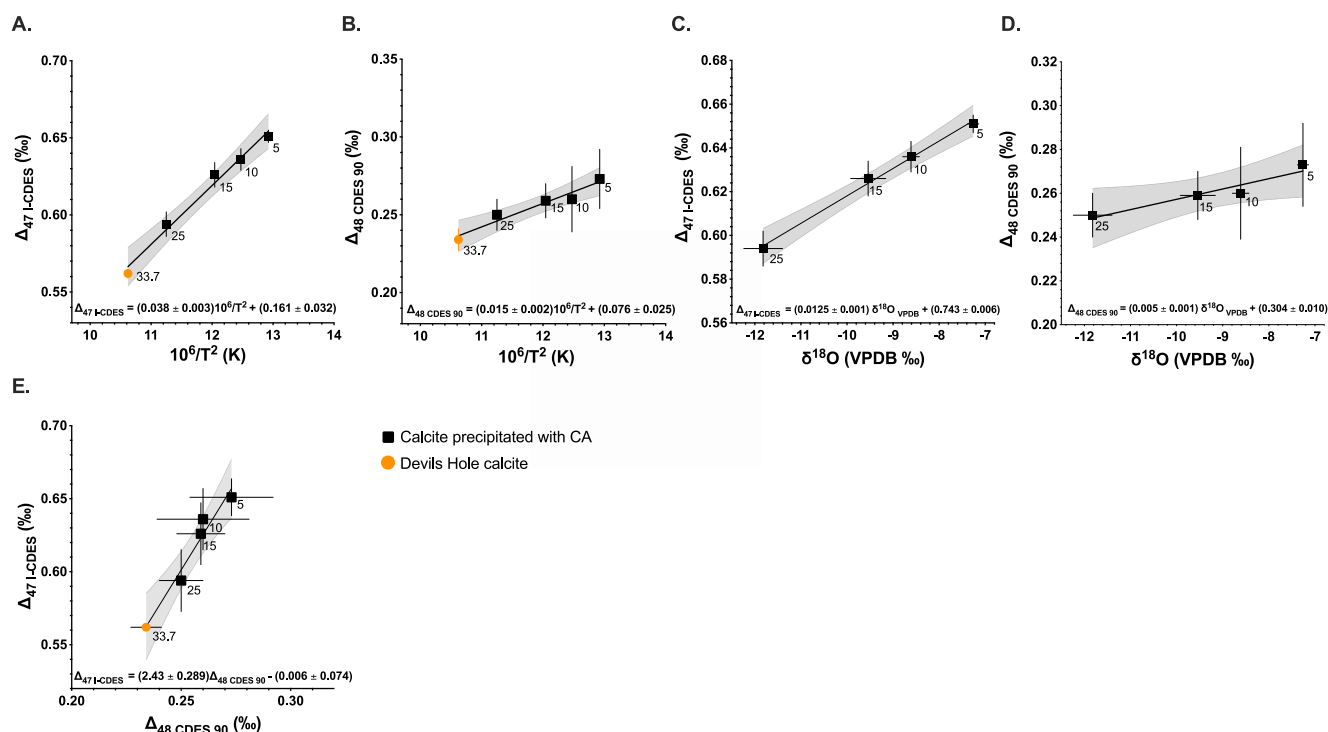 A.
Δ47 I-CDES (‰)
0.70
0.65
0.60
0.55
5
10
15
25
33.7
Δ47 I-CDES = (0.038 ± 0.003)10⁶/T² + (0.161 ± 0.032)
10 11 12 13 14
10⁶/T² (K)
B.
Δ48 CDES 90 (‰)
0.35
0.30
0.25
0.20
5
10
15
25
33.7
Δ48 CDES 90 = (0.015 ± 0.002)10⁶/T² + (0.076 ± 0.025)
10 11 12 13 14
10⁶/T² (K)
C.
Δ47 I-CDES (‰)
0.68
0.66
0.64
0.62
0.60
0.58
0.56
5
10
15
25
Δ47 I-CDES = (0.0125 ± 0.001) δ¹⁸O VPDB + (0.743 ± 0.006)
-12 -11 -10 -9 -8 -7
δ¹⁸O (VPDB ‰)
D.
Δ48 CDES 90 (‰)
0.32
0.30
0.28
0.26
0.24
0.22
0.20
5
10
15
25
Δ48 CDES 90 = (0.005 ± 0.001) δ¹⁸O VPDB + (0.304 ± 0.010)
-12 -11 -10 -9 -8 -7
δ¹⁸O (VPDB ‰)
E.
Δ47 I-CDES (‰)
0.70
0.65
0.60
0.55
5
10
15
25
33.7
Δ47 I-CDES = (2.43 ± 0.289)Δ48 CDES 90 - (0.006 ± 0.074)
0.20 0.25 0.30
Δ48 CDES 90 (‰)
Calcite precipitated with CA
Devils Hole calcite